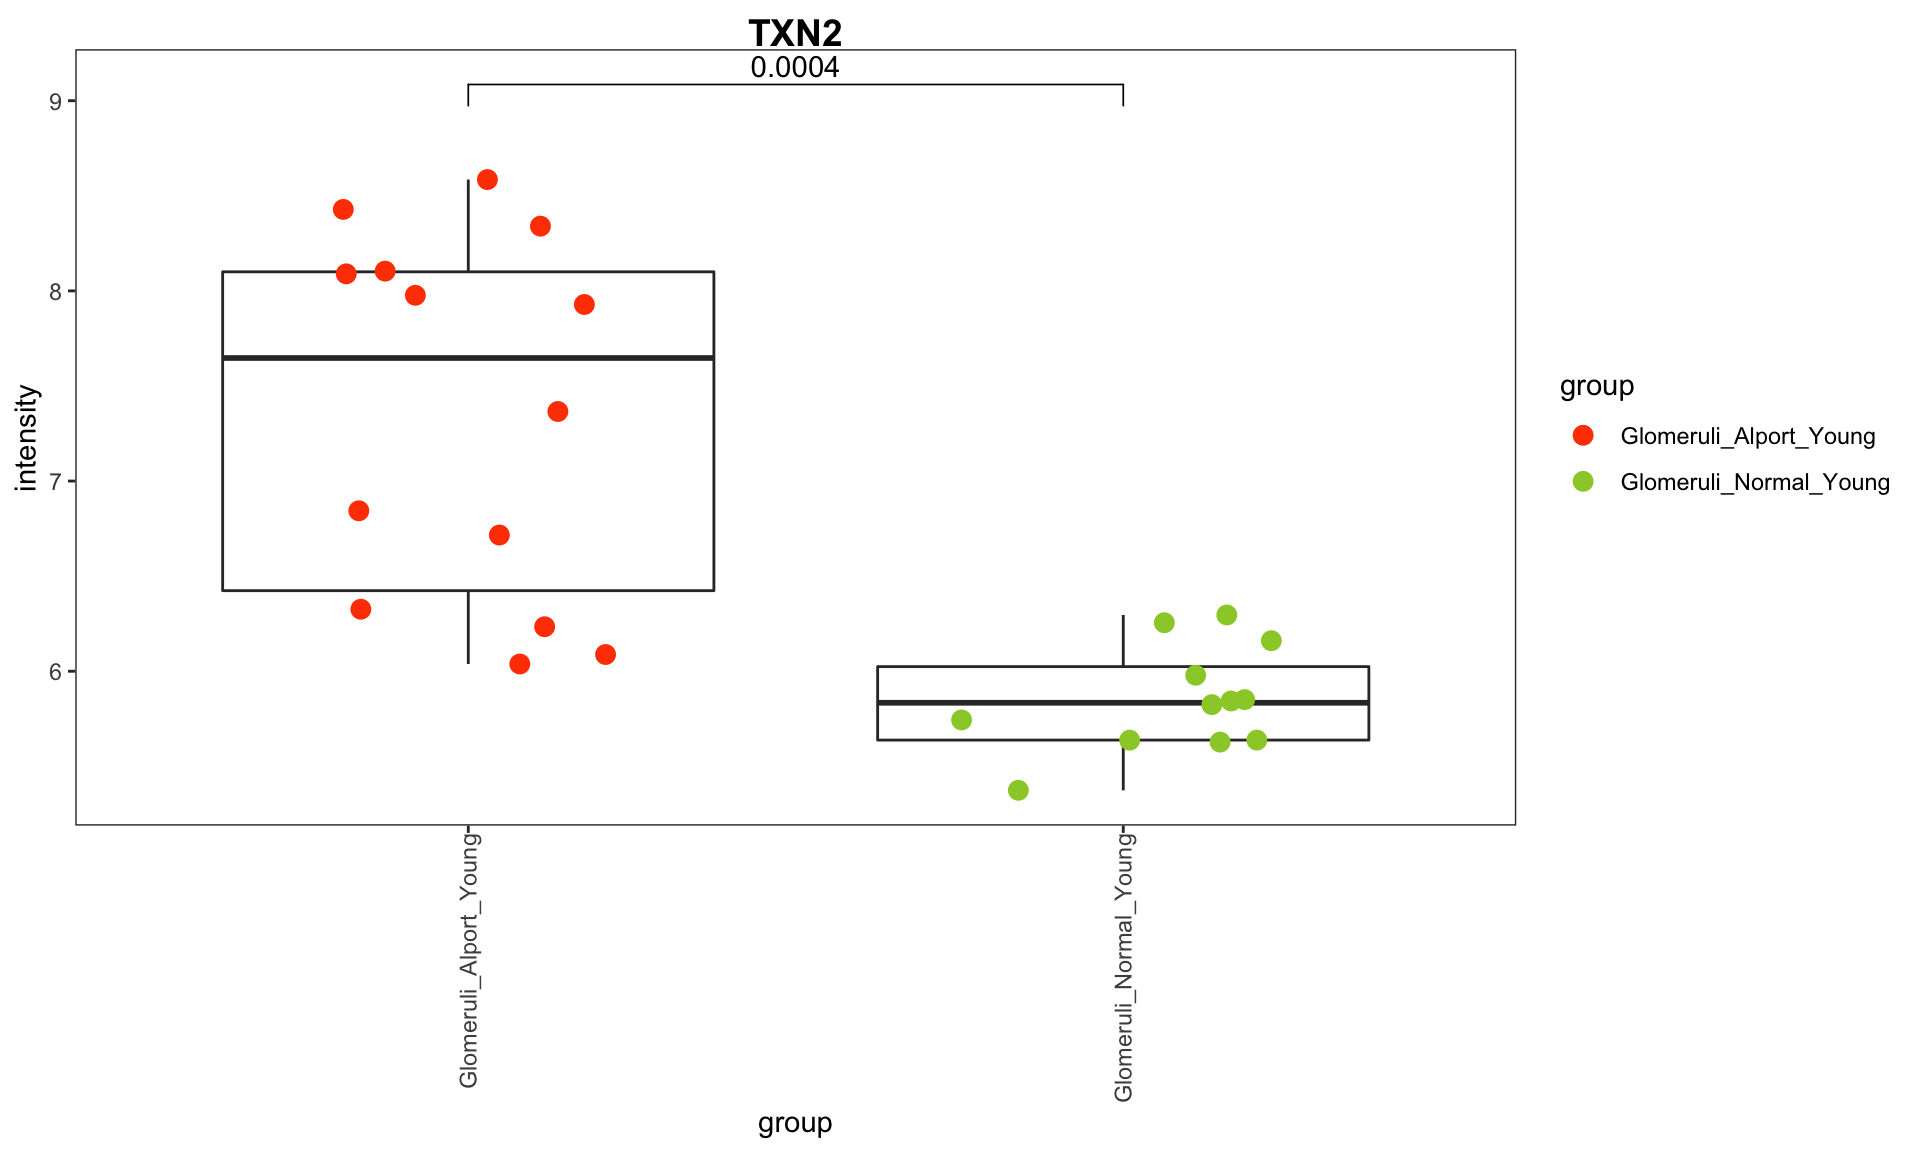 TXN2
0.0004
9
8
7
6
intensity
Glomeruli_Alport_Young
Glomeruli_Normal_Young
group
group
Glomeruli_Alport_Young
Glomeruli_Normal_Young